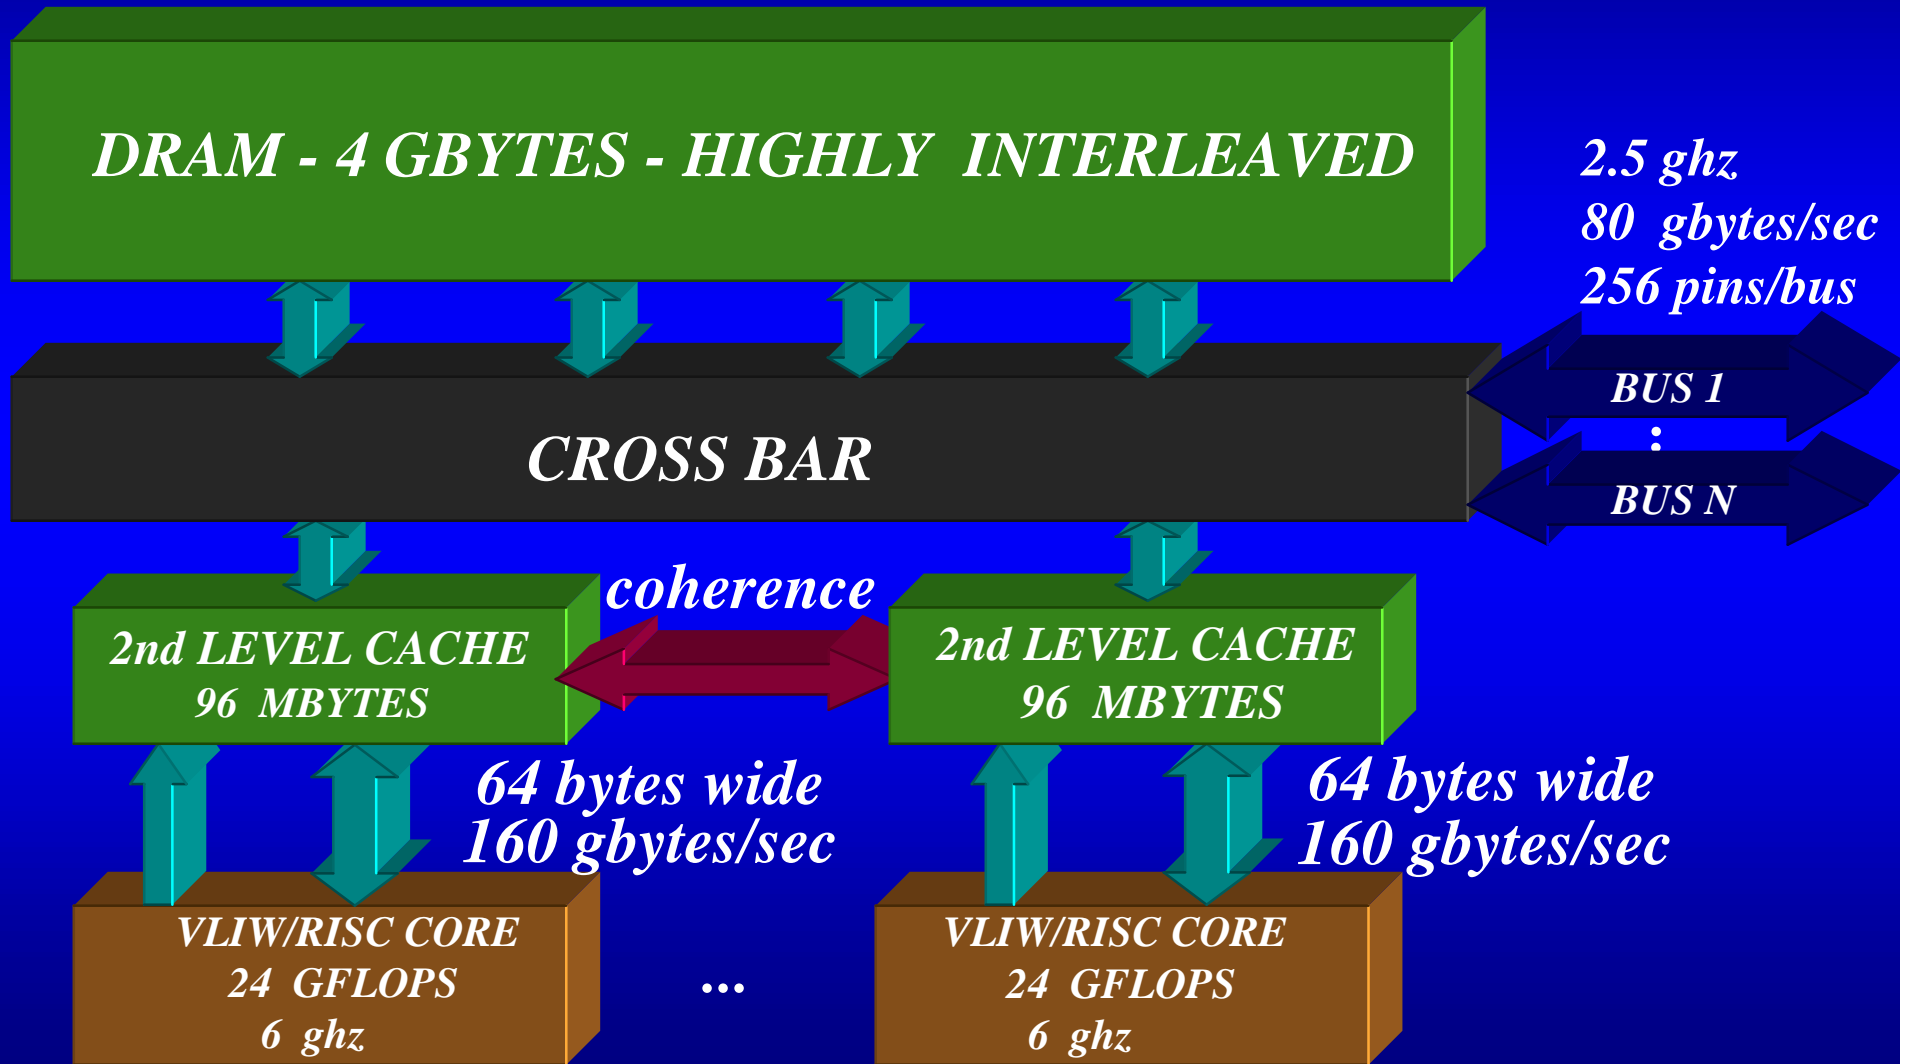 DRAM - 4 GBYTES - HIGHLY INTERLEAVED
2.5 ghz
80 gbytes/sec
256 pins/bus
BUS 1
:
BUS N
CROSS BAR
coherence
2nd LEVEL CACHE
96 MBYTES
2nd LEVEL CACHE
96 MBYTES
64 bytes wide
160 gbytes/sec
64 bytes wide
160 gbytes/sec
VLIW/RISC CORE
24 GFLOPS
6 ghz
...
VLIW/RISC CORE
24 GFLOPS
6 ghz